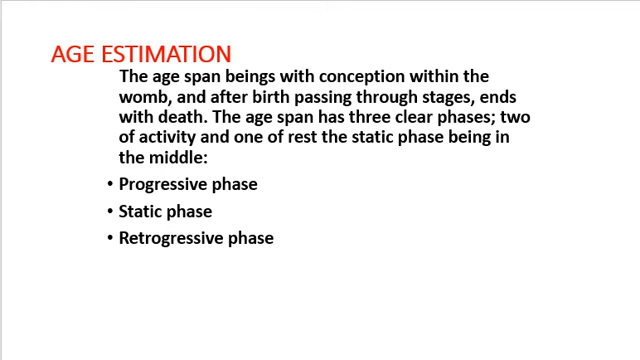 AGE ESTIMATION
The age span beings with conception within the
womb, and after birth passing through stages, ends
with death. The age span has three clear phases; two
of activity and one of rest the static phase being in
the middle:
• Progressive phase
• Static phase
• Retrogressive phase